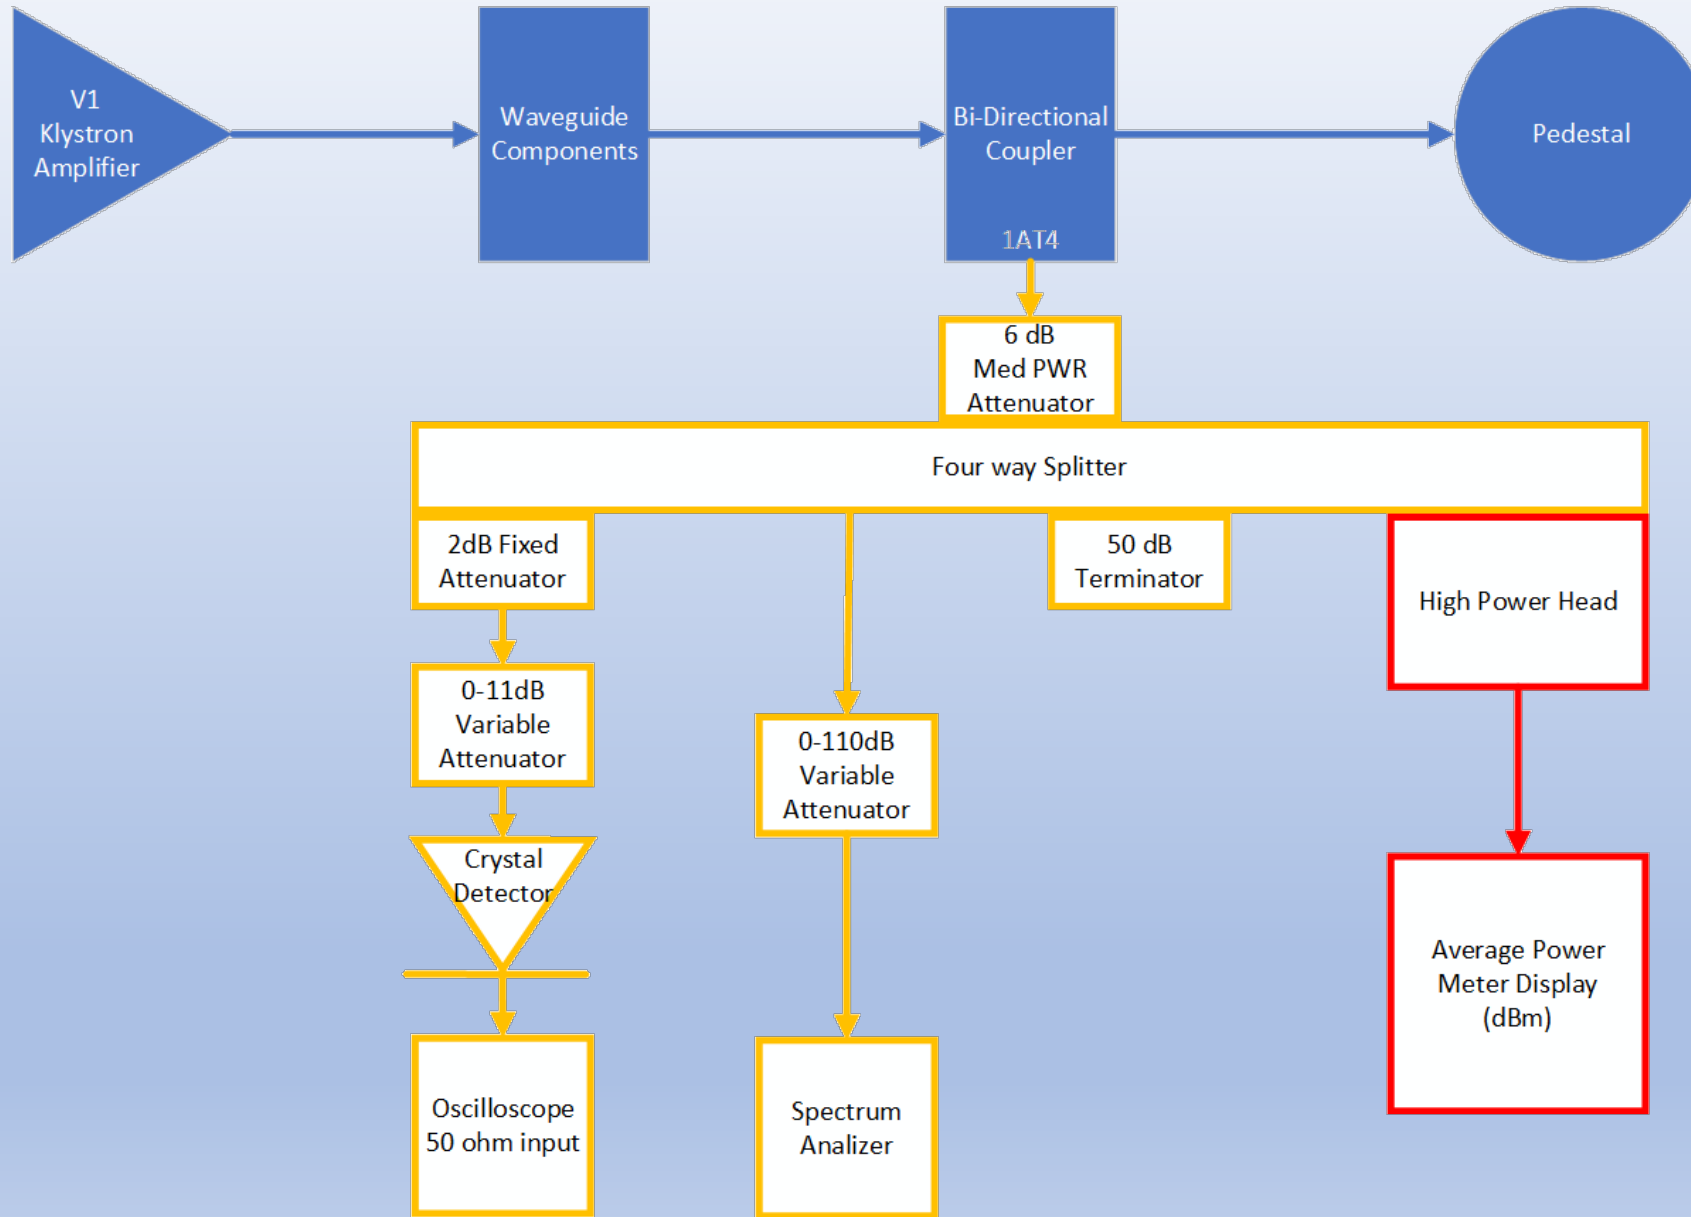 V1
Klystron
Amplifier
Waveguide
Components
Bi-Directional
Coupler
1AT4
Pedestal
6 dB
Med PWR
Attenuator
Four way Splitter
2dB Fixed
Attenuator
50 dB
Terminator
High Power Head
0-11dB
Variable
Attenuator
0-110dB
Variable
Attenuator
Crystal
Detector
Average Power
Meter Display
(dBm)
Oscilloscope
50 ohm input
Spectrum
Analizer